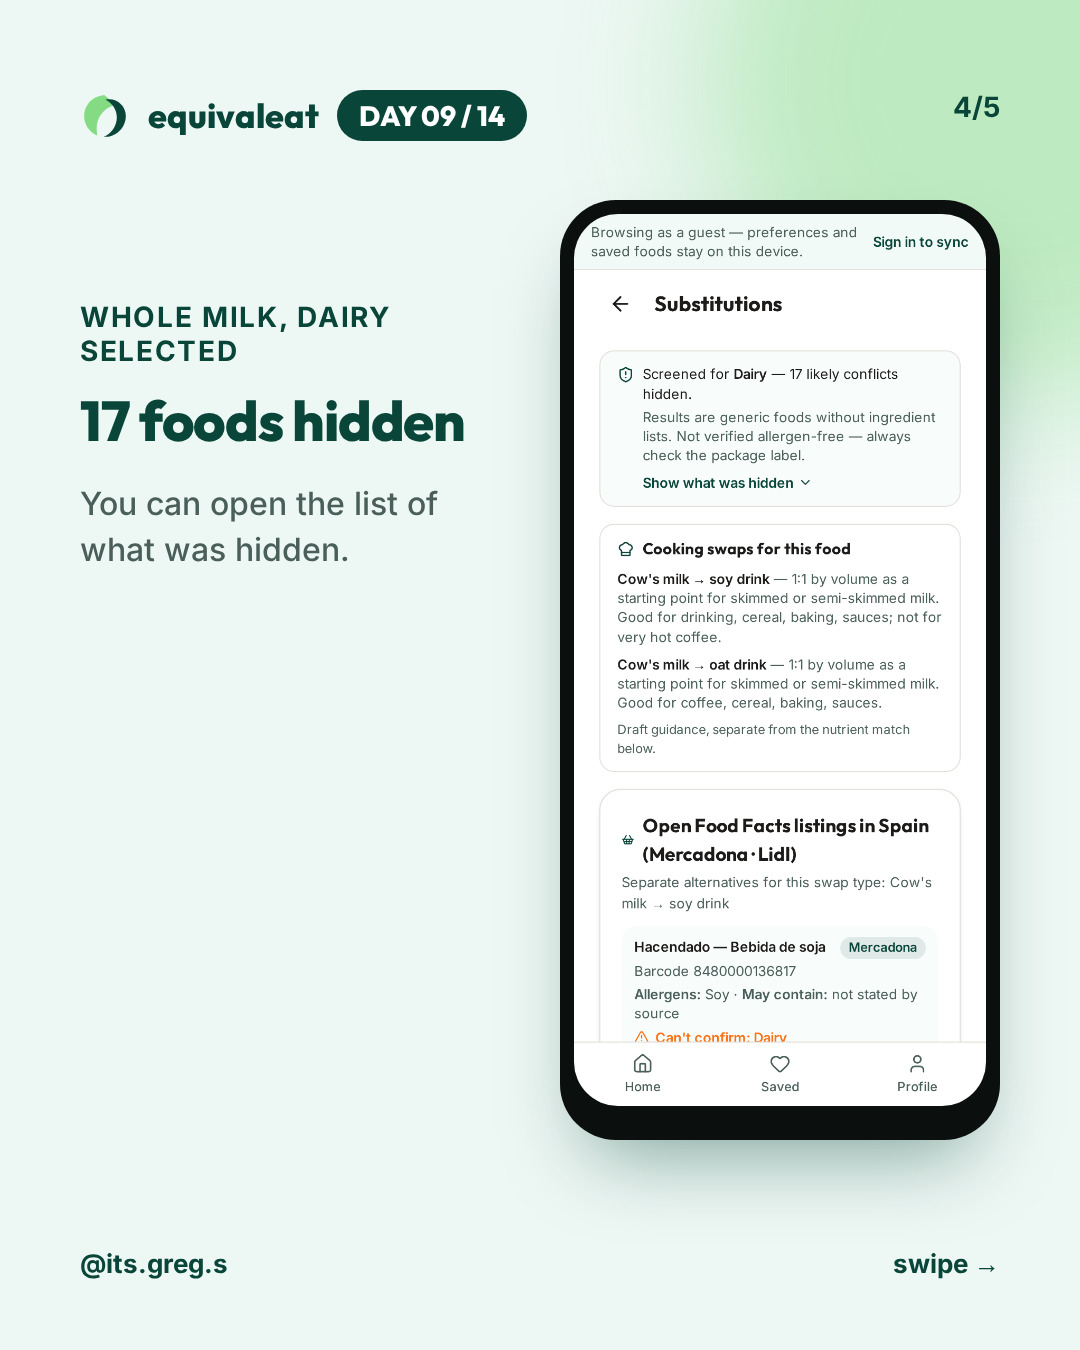 equivaleat
DAY 09 / 14
4/5
WHOLE MILK, DAIRY
SELECTED
17 foods hidden
You can open the list of
what was hidden.
Browsing as a guest — preferences and
saved foods stay on this device.
Sign in to sync
← Substitutions
Screened for Dairy — 17 likely conflicts
hidden.
Results are generic foods without ingredient
lists. Not verified allergen-free — always
check the package label.
Show what was hidden
Cooking swaps for this food
Cow's milk → soy drink — 1:1 by volume as a
starting point for skimmed or semi-skimmed milk.
Good for drinking, cereal, baking, sauces; not for
very hot coffee.
Cow's milk → oat drink — 1:1 by volume as a
starting point for skimmed or semi-skimmed milk.
Good for coffee, cereal, baking, sauces.
Draft guidance, separate from the nutrient match
below.
Open Food Facts listings in Spain
(Mercadona · Lidl)
Separate alternatives for this swap type: Cow's
milk → soy drink
Hacendado — Bebida de soja
Mercadona
Barcode 8480000136817
Allergens: Soy · May contain: not stated by
source
Can't confirm: Dairy
Home
Saved
Profile
@its.greg.s
swipe →